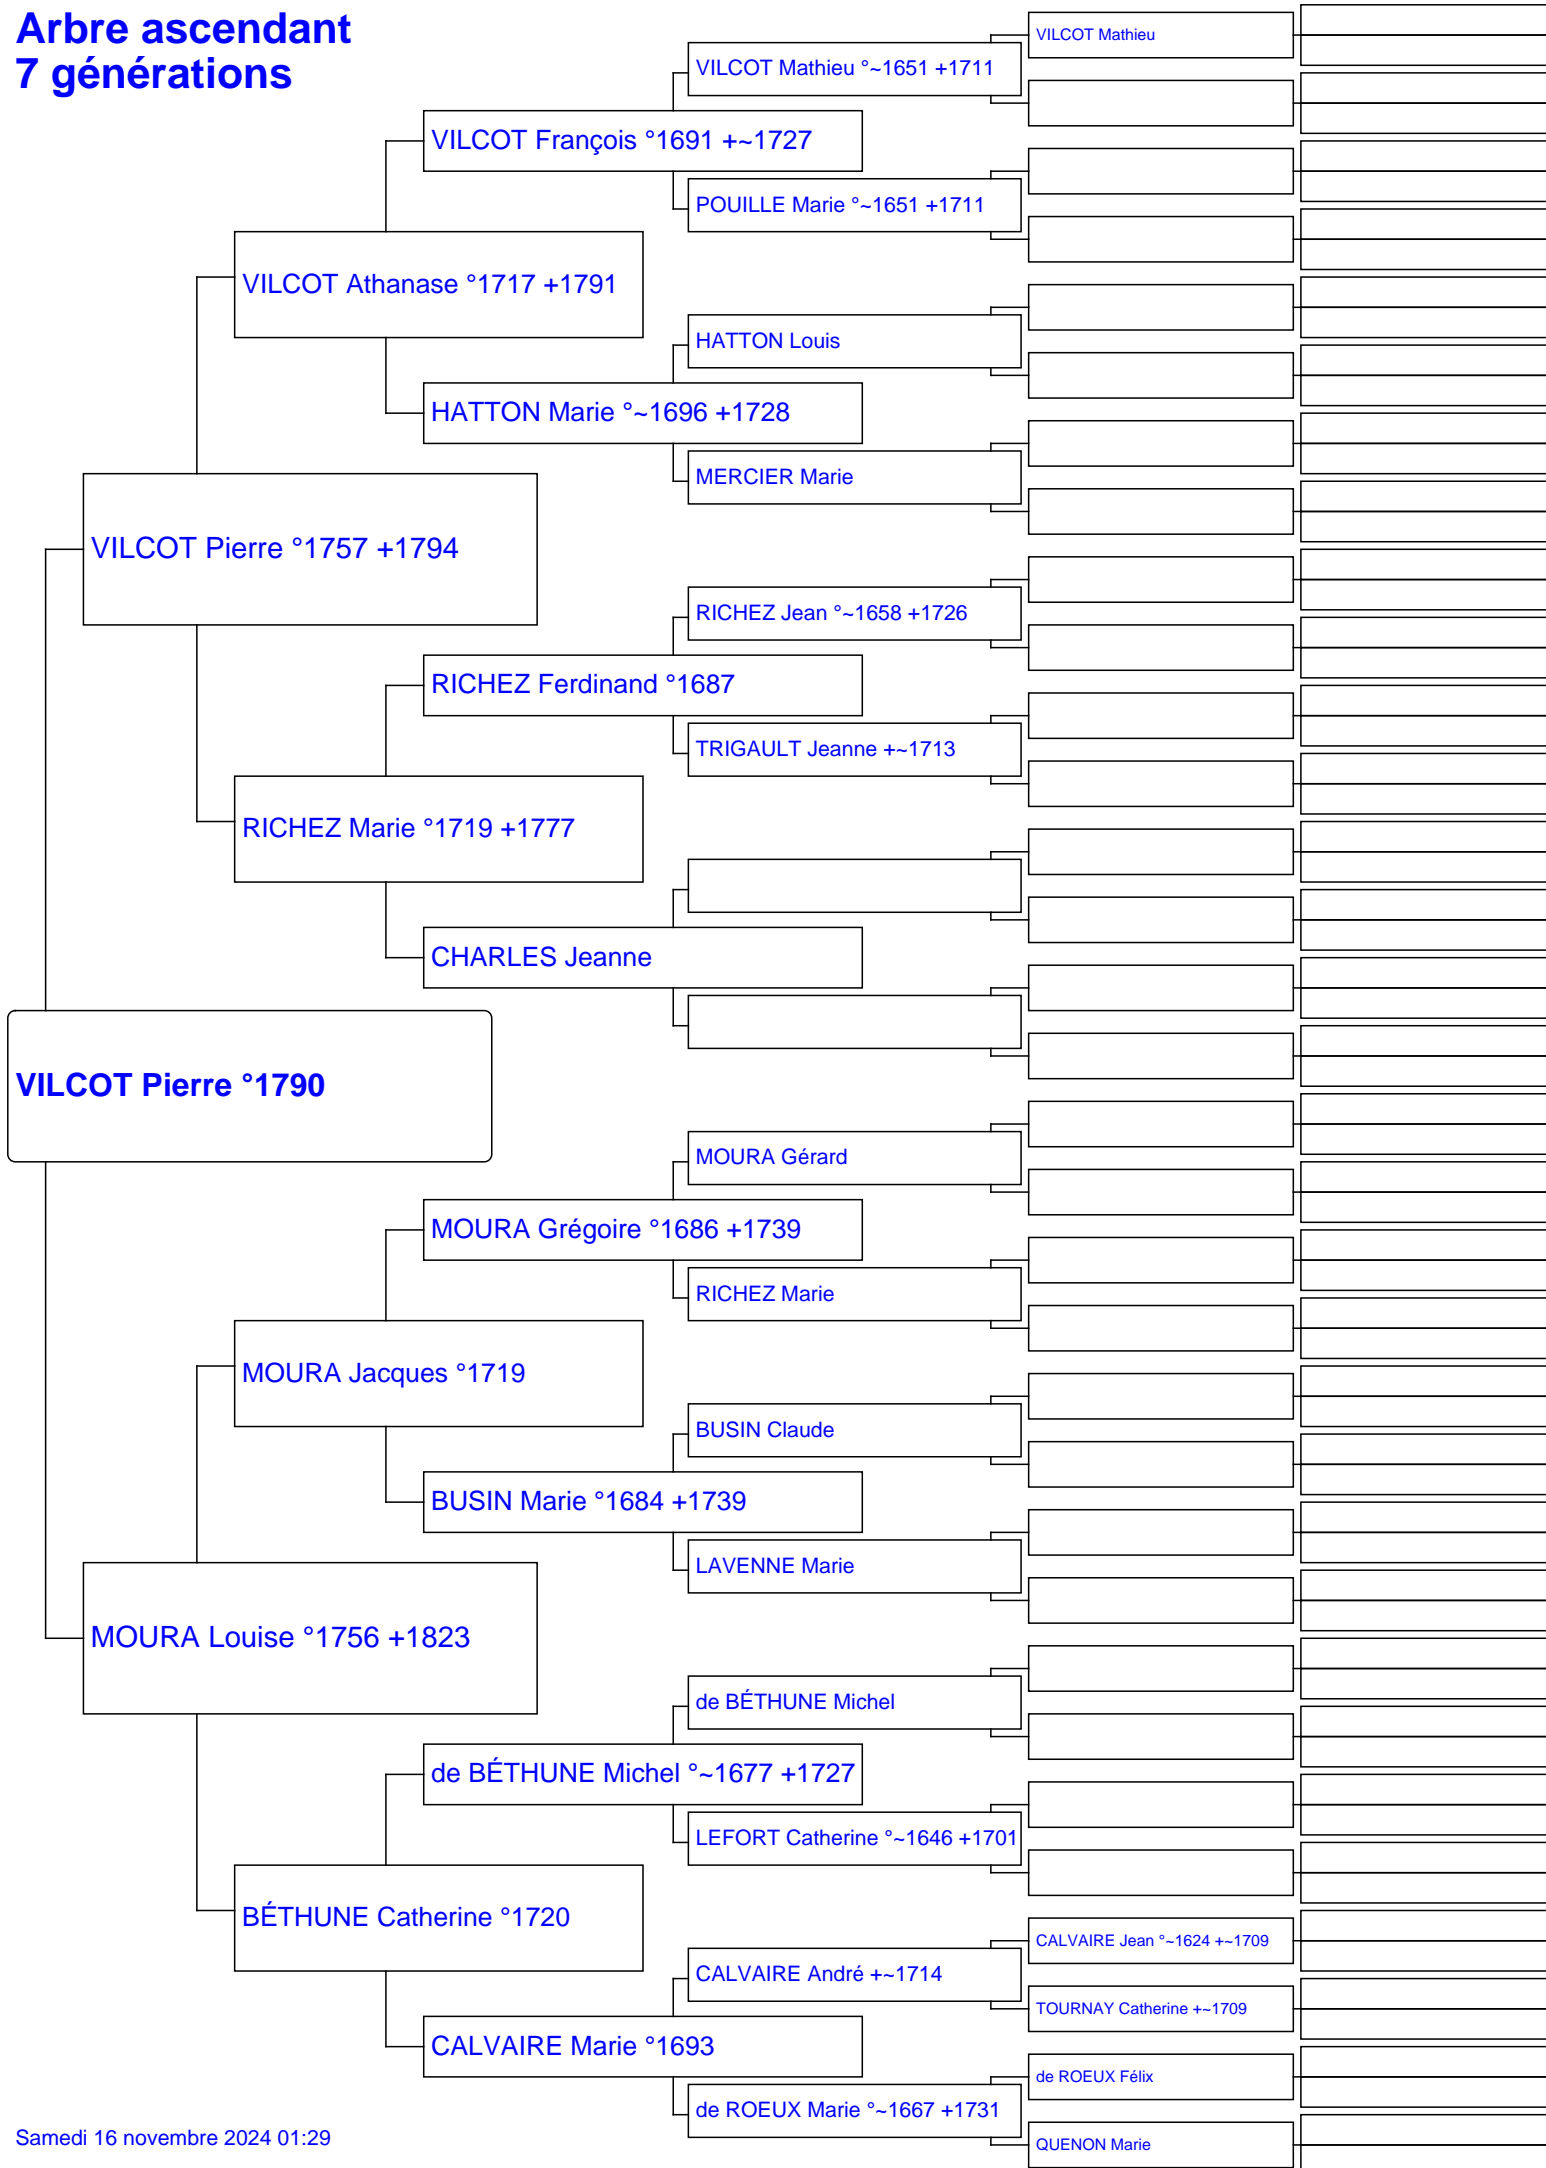 Arbre ascendant
7 générations
VILCOT Mathieu
VILCOT Mathieu °~1651 +1711
VILCOT François °1691 +~1727
POUILLE Marie °~1651 +1711
VILCOT Athanase °1717 +1791
HATTON Louis
HATTON Marie °~1696 +1728
MERCIER Marie
VILCOT Pierre °1757 +1794
RICHEZ Jean °~1658 +1726
RICHEZ Ferdinand °1687
TRIGAULT Jeanne +~1713
RICHEZ Marie °1719 +1777
CHARLES Jeanne
VILCOT Pierre °1790
MOURA Gérard
MOURA Grégoire °1686 +1739
RICHEZ Marie
MOURA Jacques °1719
BUSIN Claude
BUSIN Marie °1684 +1739
LAVENNE Marie
MOURA Louise °1756 +1823
de BÉTHUNE Michel
de BÉTHUNE Michel °~1677 +1727
LEFORT Catherine °~1646 +1701
BÉTHUNE Catherine °1720
CALVAIRE Jean °~1624 +~1709
CALVAIRE André +~1714
TOURNAY Catherine +~1709
CALVAIRE Marie °1693
de ROEUX Félix
de ROEUX Marie °~1667 +1731
QUENON Marie
Samedi 16 novembre 2024 01:29